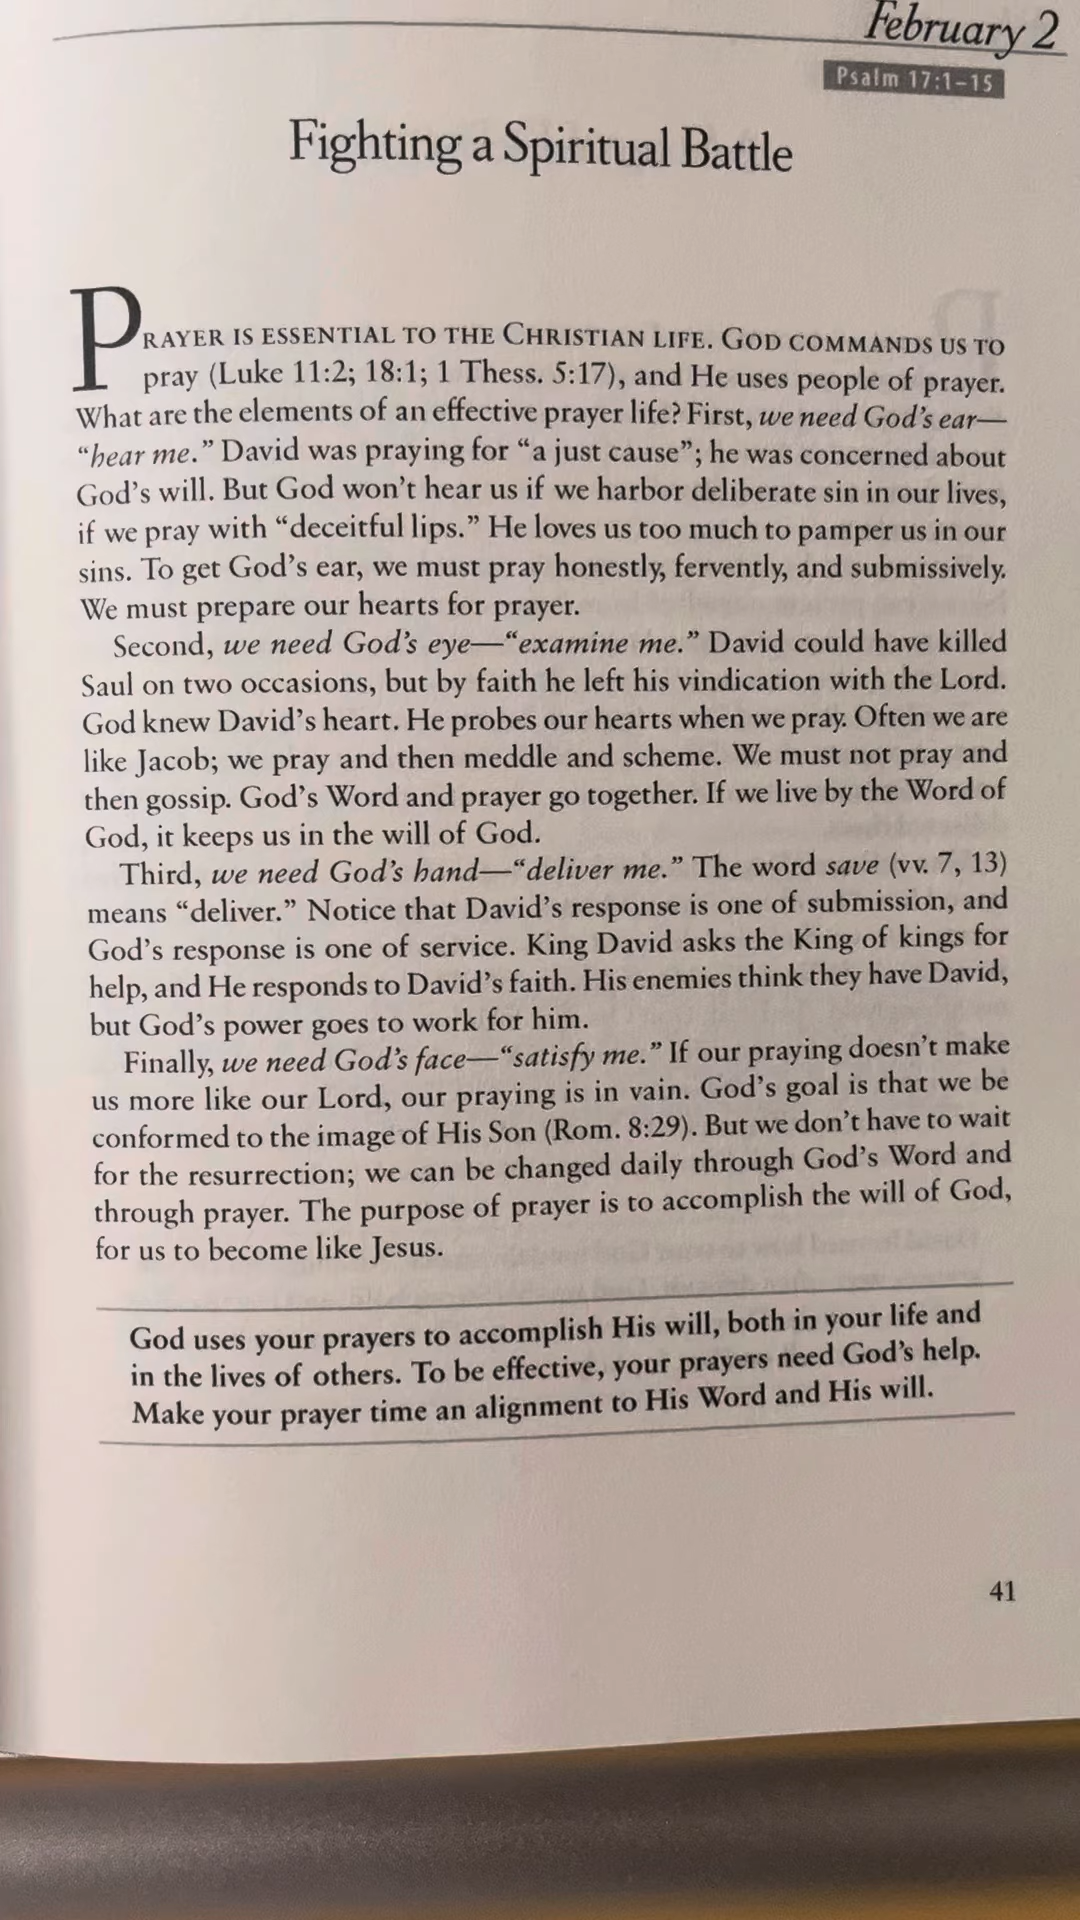 February 2
Psalm 17:1–15
Fighting a Spiritual Battle
PRAYER IS ESSENTIAL TO THE CHRISTIAN LIFE. GOD COMMANDS US TO
pray (Luke 11:2; 18:1; 1 Thess. 5:17), and He uses people of prayer.
What are the elements of an effective prayer life? First, we need God's ear—
"hear me." David was praying for "a just cause"; he was concerned about
God's will. But God won't hear us if we harbor deliberate sin in our lives,
if we pray with "deceitful lips." He loves us too much to pamper us in our
sins. To get God's ear, we must pray honestly, fervently, and submissively.
We must prepare our hearts for prayer.
Second, we need God's eye—"examine me." David could have killed
Saul on two occasions, but by faith he left his vindication with the Lord.
God knew David's heart. He probes our hearts when we pray. Often we are
like Jacob; we pray and then meddle and scheme. We must not pray and
then gossip. God's Word and prayer go together. If we live by the Word of
God, it keeps us in the will of God.
Third, we need God's hand—"deliver me." The word save (vv. 7, 13)
means "deliver." Notice that David's response is one of submission, and
God's response is one of service. King David asks the King of kings for
help, and He responds to David's faith. His enemies think they have David,
but God's power goes to work for him.
Finally, we need God's face—"satisfy me." If our praying doesn't make
us more like our Lord, our praying is in vain. God's goal is that we be
conformed to the image of His Son (Rom. 8:29). But we don't have to wait
for the resurrection; we can be changed daily through God's Word and
through prayer. The purpose of prayer is to accomplish the will of God,
for us to become like Jesus.
God uses your prayers to accomplish His will, both in your life and
in the lives of others. To be effective, your prayers need God's help.
Make your prayer time an alignment to His Word and His will.
41